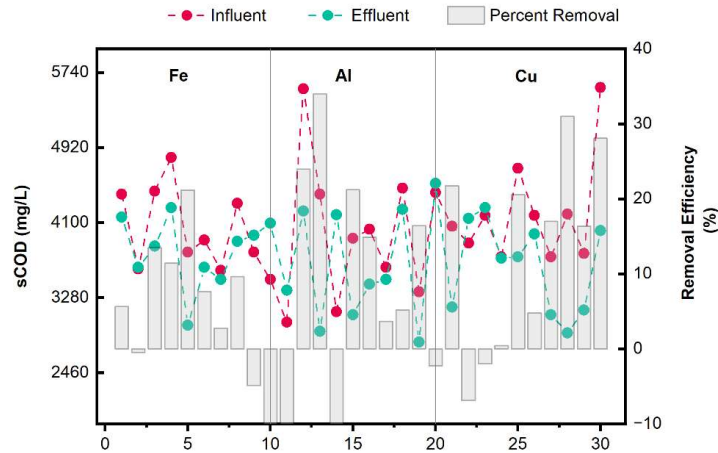 Influent Effluent Percent Removal
Fe Al Cu
5740
4920
4100
3280
2460
sCOD (mg/L)
40
30
20
10
0
−10
Removal Efficiency
(%)
0 5 10 15 20 25 30